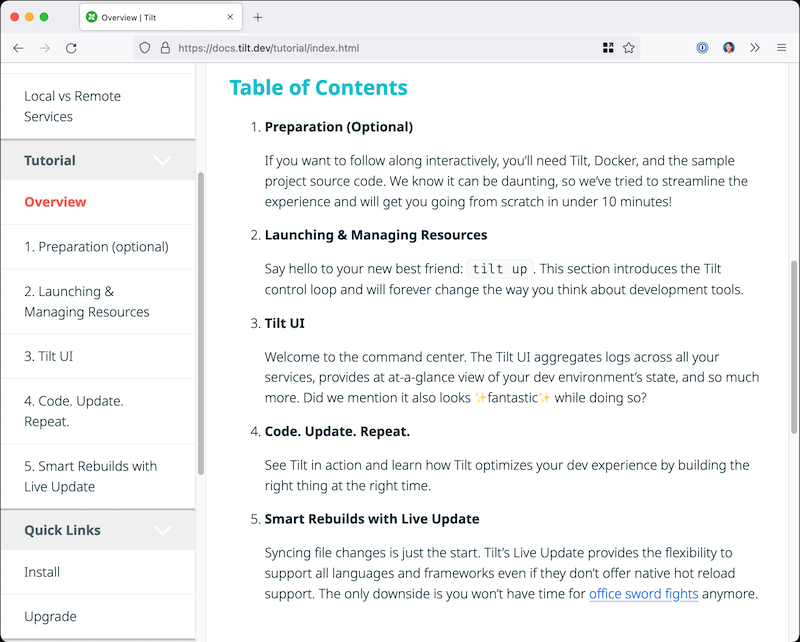 Overview | Tilt
https://docs.tilt.dev/tutorial/index.html
Local vs Remote
Services
Tutorial
Overview
1. Preparation (optional)
2. Launching &
Managing Resources
3. Tilt UI
4. Code. Update.
Repeat.
5. Smart Rebuilds with
Live Update
Quick Links
Install
Upgrade
Table of Contents
1. Preparation (Optional)
If you want to follow along interactively, you’ll need Tilt, Docker, and the sample
project source code. We know it can be daunting, so we’ve tried to streamline the
experience and will get you going from scratch in under 10 minutes!
2. Launching & Managing Resources
Say hello to your new best friend: tilt up . This section introduces the Tilt
control loop and will forever change the way you think about development tools.
3. Tilt UI
Welcome to the command center. The Tilt UI aggregates logs across all your
services, provides at at-a-glance view of your dev environment’s state, and so much
more. Did we mention it also looks ✨fantastic✨ while doing so?
4. Code. Update. Repeat.
See Tilt in action and learn how Tilt optimizes your dev experience by building the
right thing at the right time.
5. Smart Rebuilds with Live Update
Syncing file changes is just the start. Tilt’s Live Update provides the flexibility to
support all languages and frameworks even if they don’t offer native hot reload
support. The only downside is you won’t have time for office sword fights anymore.